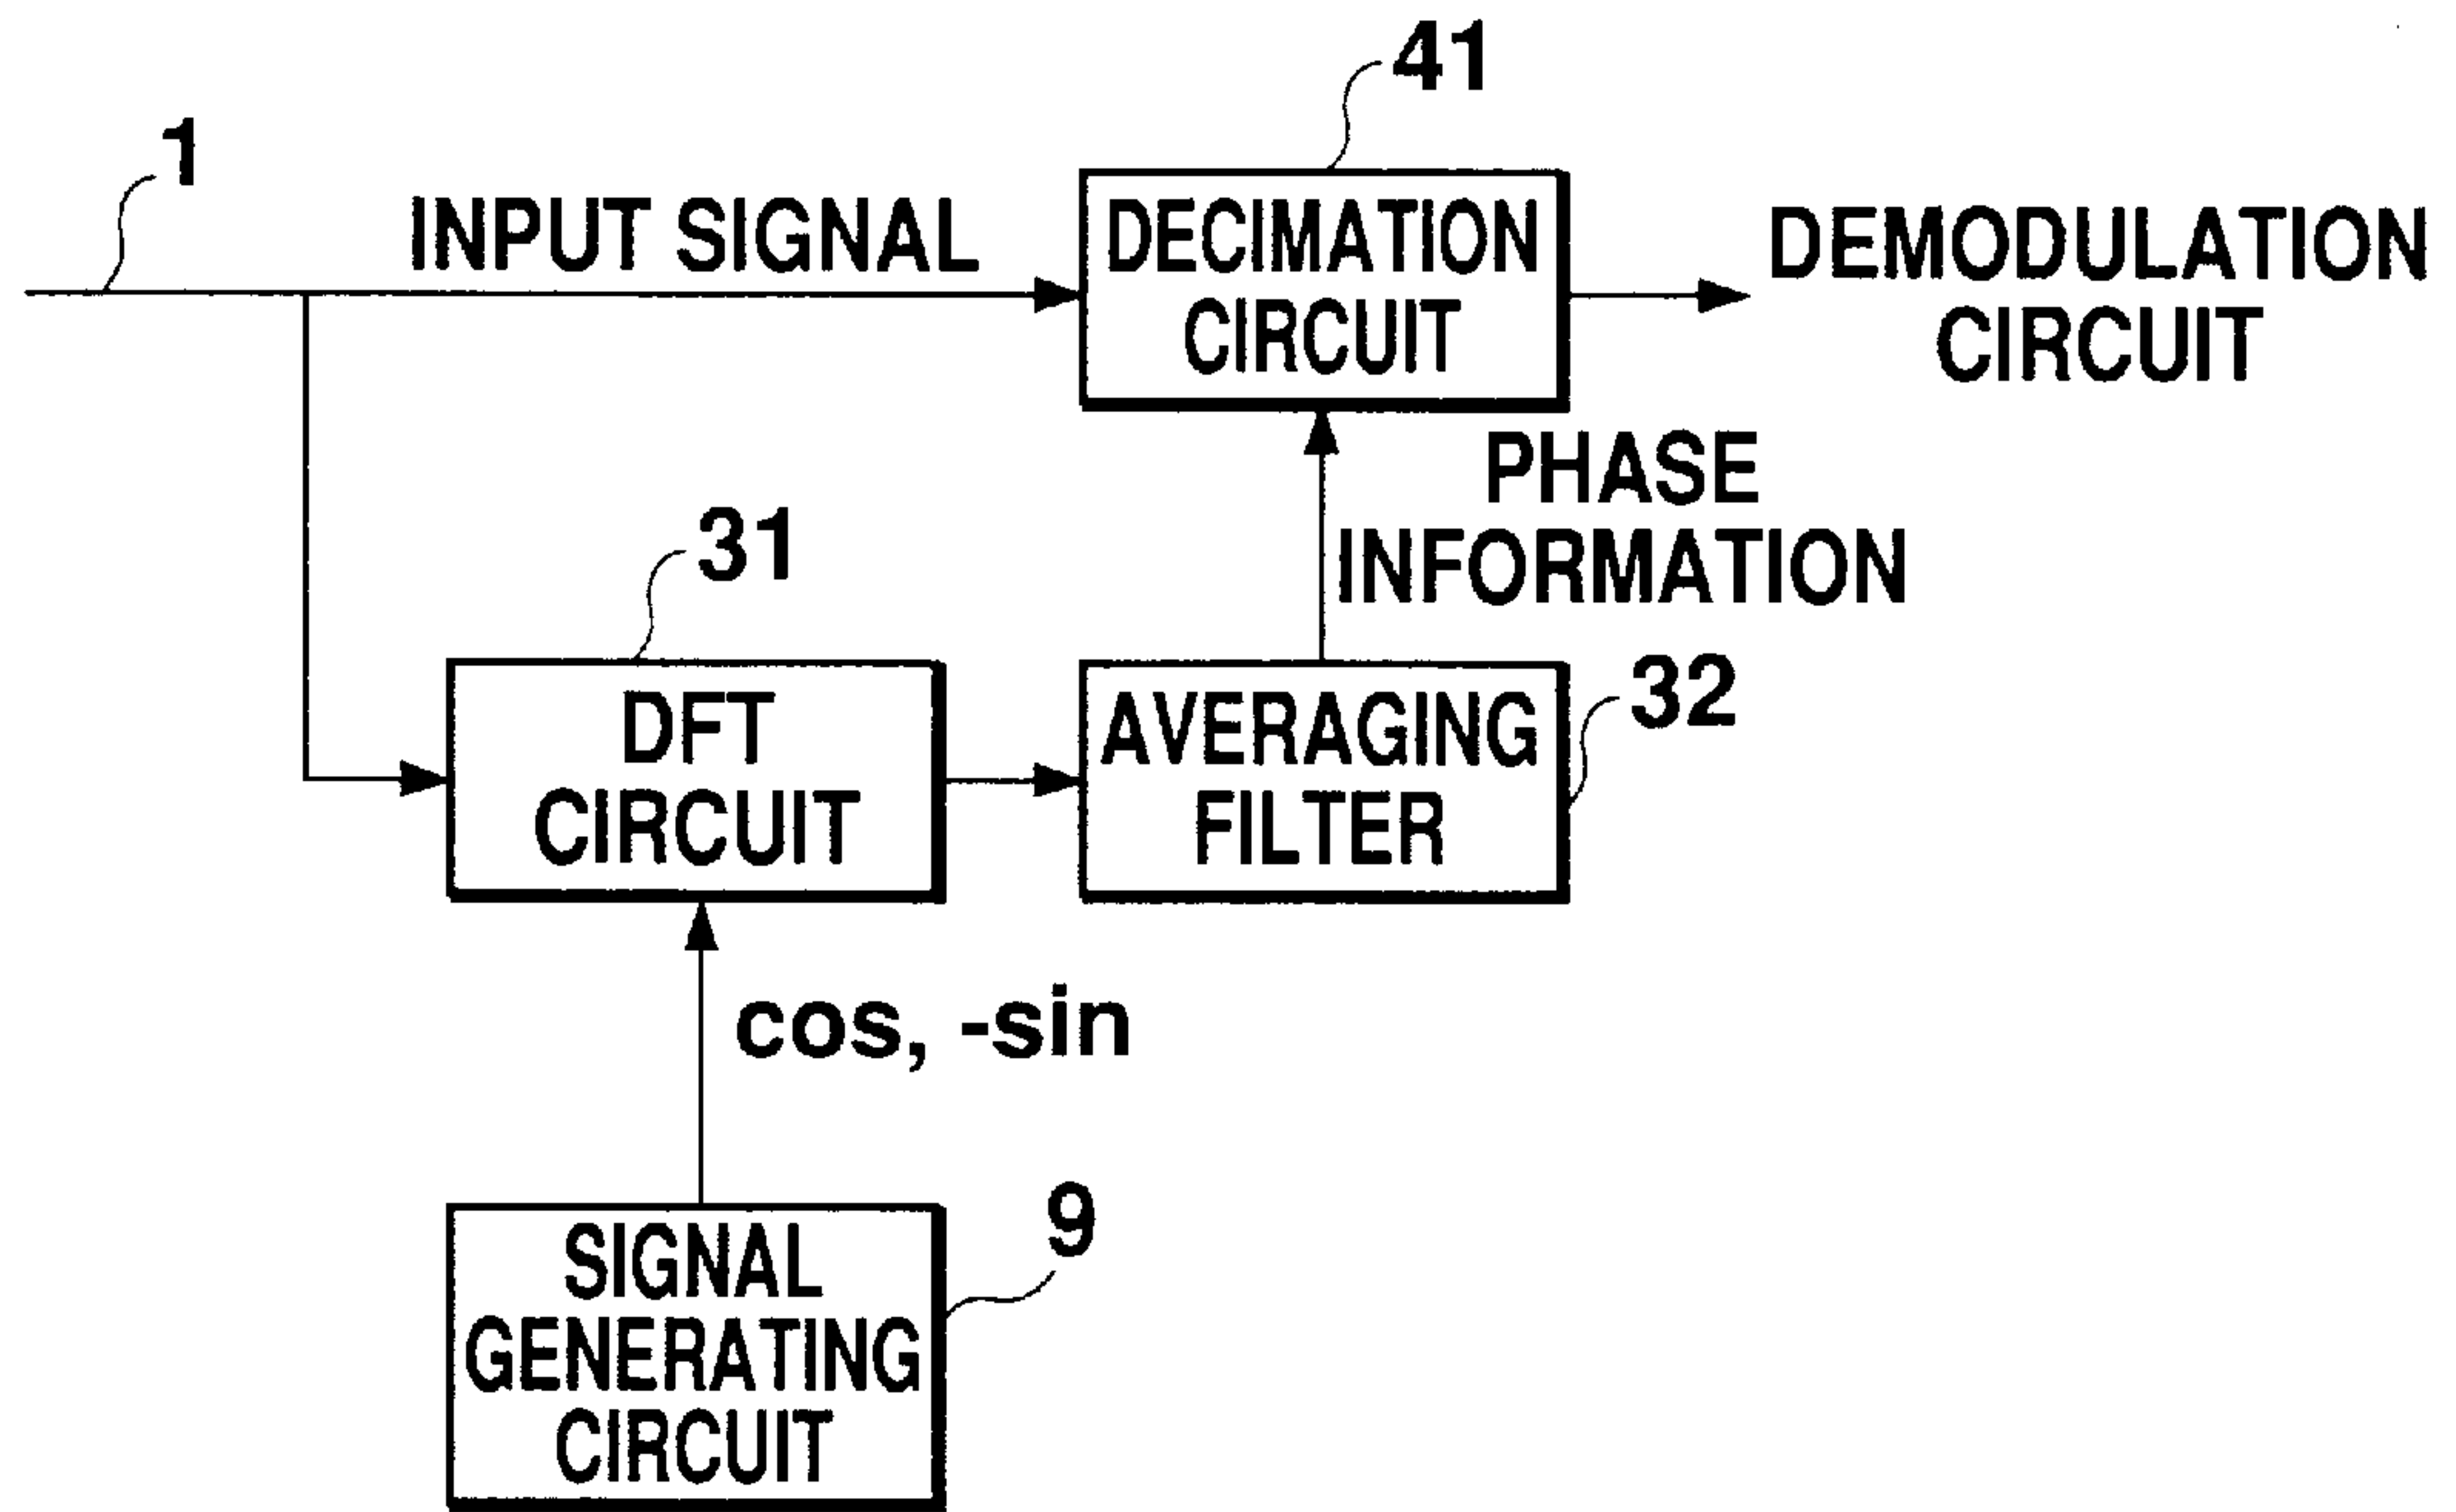 41
1
INPUT SIGNAL
DECIMATION
CIRCUIT
DEMODULATION
CIRCUIT
PHASE
INFORMATION
31
DFT
CIRCUIT
AVERAGING
FILTER
32
cos, -sin
9
SIGNAL
GENERATING
CIRCUIT